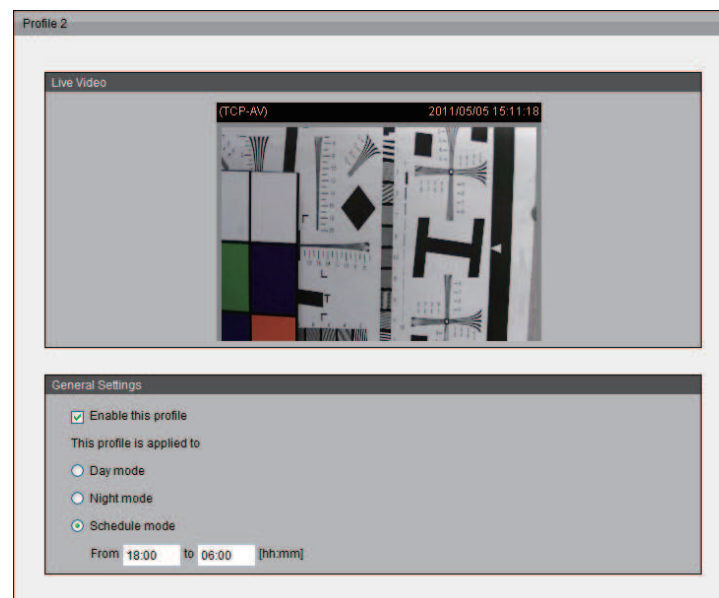 Profile 2
Live Video
(TCP-AV) 2011/05/05 15:11:18
T
General Settings
Enable this profile
This profile is applied to
Day mode
Night mode
Schedule mode
From 18:00 to 06:00 [hh:mm]